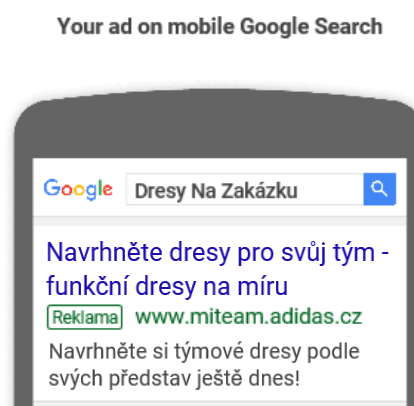 Your ad on mobile Google Search
Google Dresy Na Zakázku
Navrhněte dresy pro svůj tým -
funkční dresy na míru
Reklama www.miteam.adidas.cz
Navrhněte si týmové dresy podle
svých představ ještě dnes!